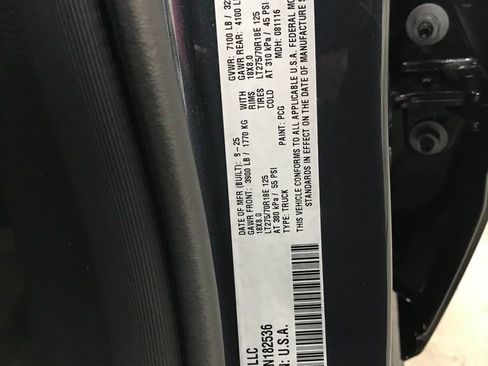 LLC
DATE OF MFR (BUILT): 9-25 GVWR: 7100 LB / 32
GAWR FRONT: 3900 LB / 1770 KG WITH GAWR REAR: 4100 LB
18X8.0 RIMS 18X8.0
LT275/70R18E 125 TIRES LT275/70R18E 125
AT 380 kPa / 55 PSI COLD AT 310 kPa / 45 PSI
TYPE: TRUCK PAINT: PCG MDH: 081116
THIS VEHICLE CONFORMS TO ALL APPLICABLE U.S.A. FEDERAL MO
STANDARDS IN EFFECT ON THE DATE OF MANUFACTURE S
N182536
N: U.S.A.